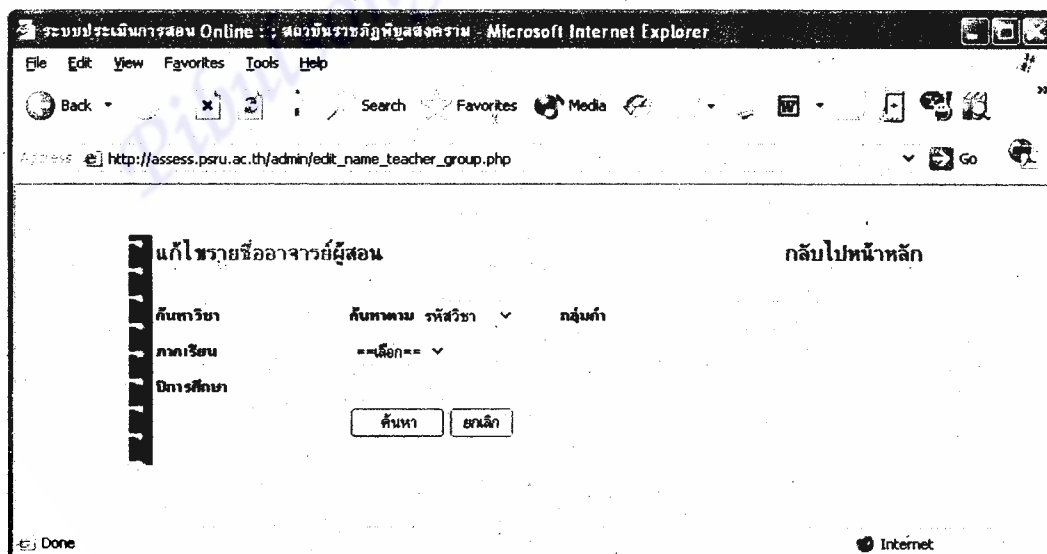 ระบบประเมินการสอน Online : : สถาบันราชภัฏพิบูลสงคราม - Microsoft Internet Explorer
File Edit View Favorites Tools Help
Back Search Favorites Media
Address http://assess.psru.ac.th/admin/edit_name_teacher_group.php Go
แก้ไขรายชื่ออาจารย์ผู้สอน กลับไปหน้าหลัก
ค้นหาวิชา ค้นหาตาม รหัสวิชา กลุ่มคำ
ภาคเรียน ==เลือก==
ปีการศึกษา
ค้นหา ยกเลิก
Done Internet